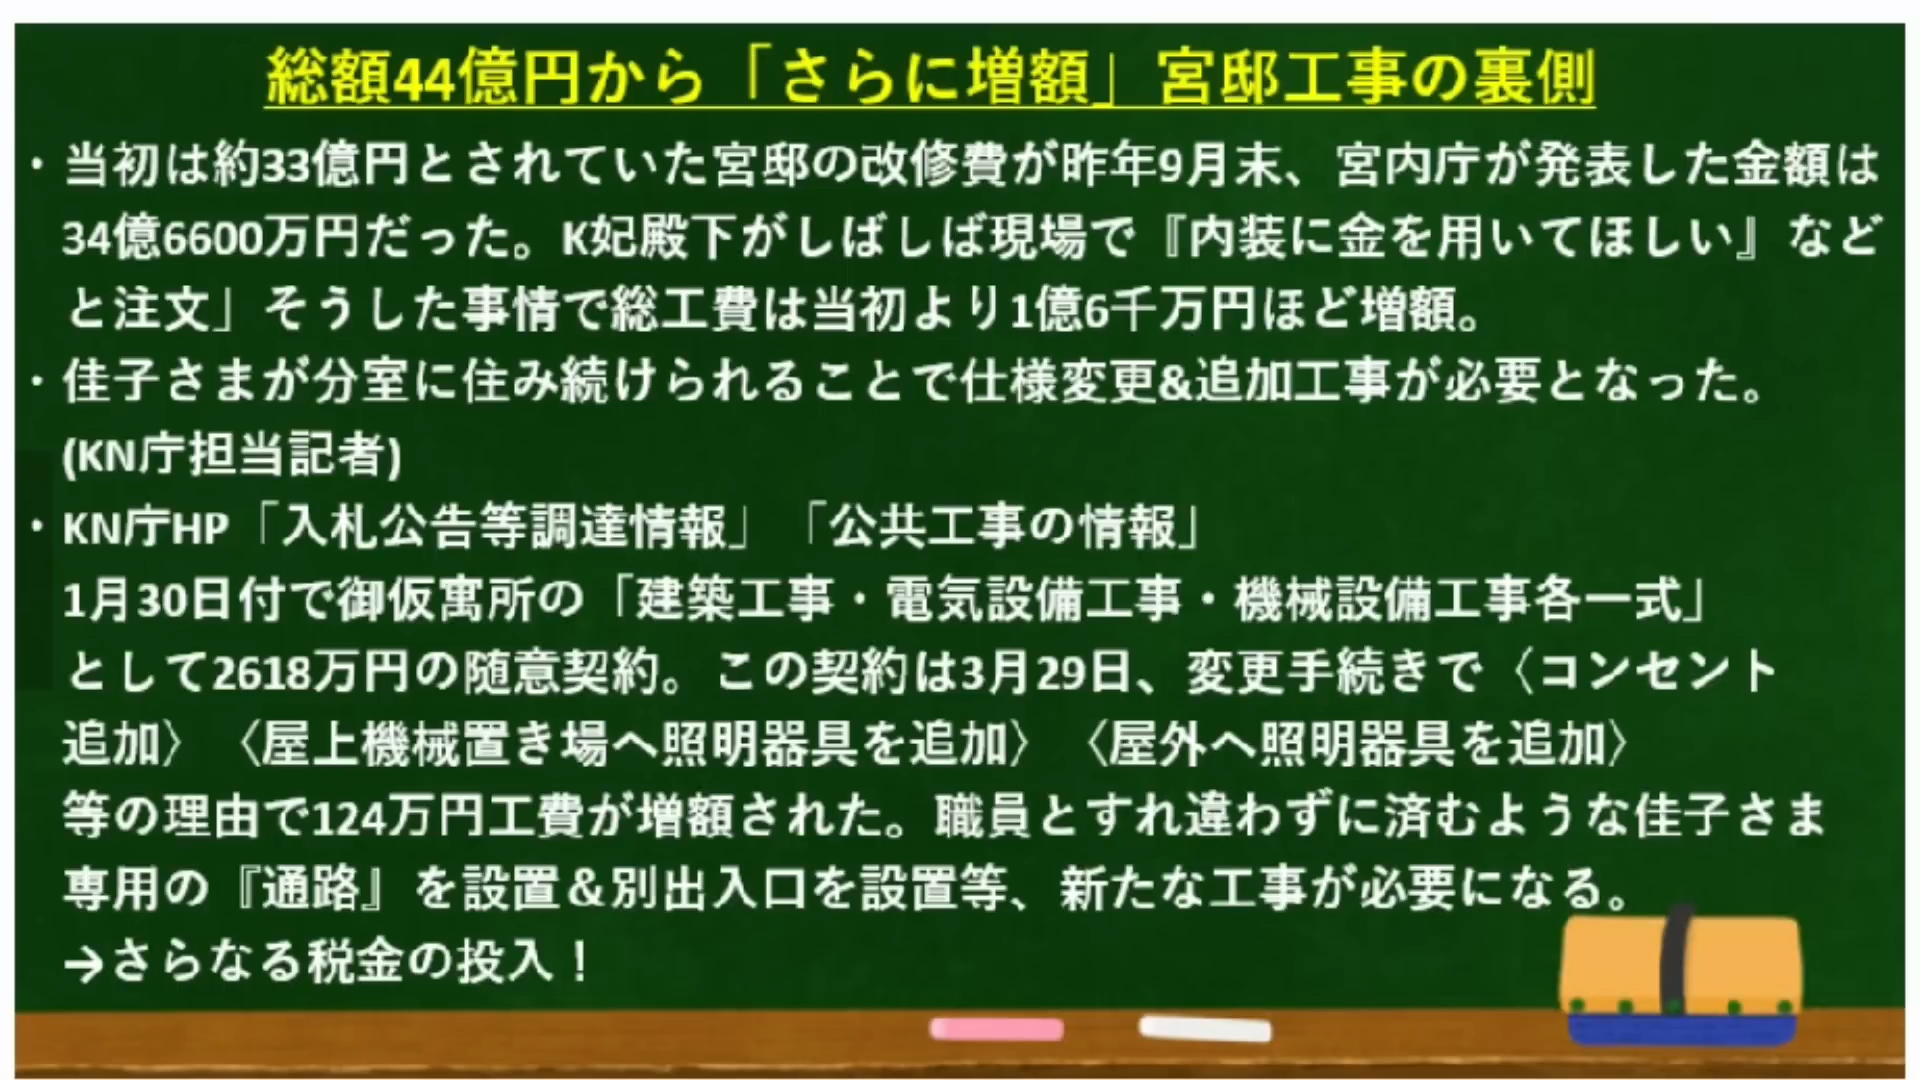 総額44億円から「さらに増額」宮邸工事の裏側
・当初は約33億円とされていた宮邸の改修費が昨年9月末、宮内庁が発表した金額は
34億6600万円だった。K妃殿下がしばしば現場で『内装に金を用いてほしい』など
と注文」そうした事情で総工費は当初より1億6千万円ほど増額。
・佳子さまが分室に住み続けられることで仕様変更&追加工事が必要となった。
(KN庁担当記者)
・KN庁HP「入札公告等調達情報」「公共工事の情報」
1月30日付で御仮寓所の「建築工事・電気設備工事・機械設備工事各一式」
として2618万円の随意契約。この契約は3月29日、変更手続きで〈コンセント
追加〉〈屋上機械置き場へ照明器具を追加〉〈屋外へ照明器具を追加〉
等の理由で124万円工費が増額された。職員とすれ違わずに済むような佳子さま
専用の『通路』を設置＆別出入口を設置等、新たな工事が必要になる。
→さらなる税金の投入！